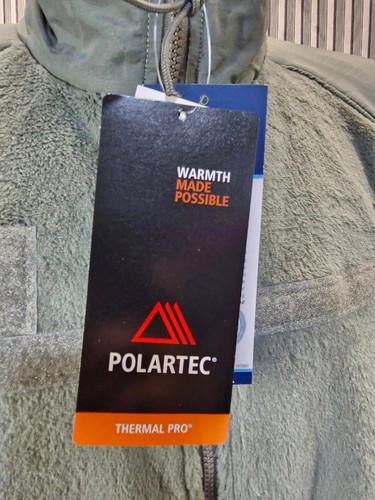 WARMTH
MADE
POSSIBLE
POLARTEC®
THERMAL PRO®